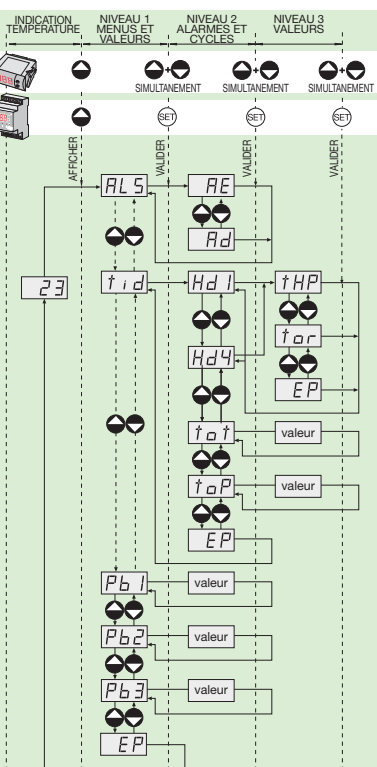 INDICATION TEMPÉRATURE
NIVEAU 1 MENUS ET VALEURS
NIVEAU 2 ALARMES ET CYCLES
NIVEAU 3 VALEURS
SIMULTANEMENT SIMULTANEMENT SIMULTANEMENT
SET SET SET
AFFICHER VALIDER VALIDER VALIDER
ALS AE
Ad
23 tid Hd1 tHP
Hd4 tor
EP
tot valeur
toP valeur
EP
Pb1 valeur
Pb2 valeur
Pb3 valeur
EP